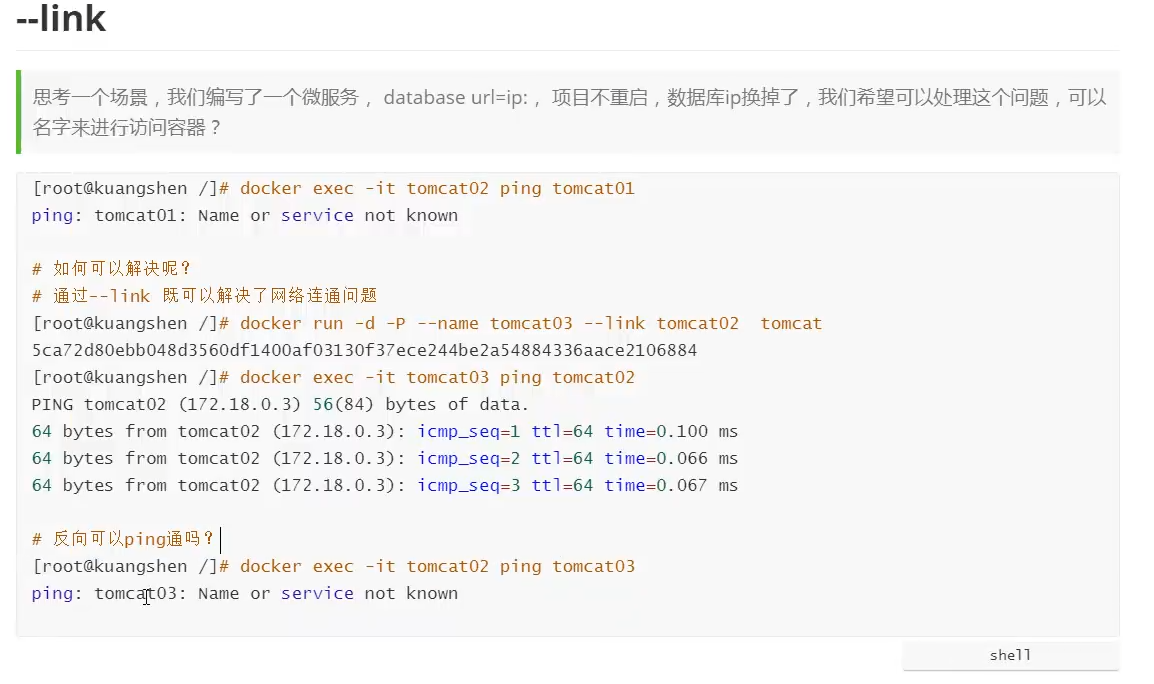 --link
思考一个场景，我们编写了一个微服务， database url=ip:， 项目不重启，数据库ip换掉了，我们希望可以处理这个问题，可以
名字来进行访问容器？
[root@kuangshen /]# docker exec -it tomcat02 ping tomcat01
ping: tomcat01: Name or service not known
# 如何可以解决呢？
# 通过--link 既可以解决了网络连通问题
[root@kuangshen /]# docker run -d -P --name tomcat03 --link tomcat02  tomcat
5ca72d80ebb048d3560df1400af03130f37ece244be2a54884336aace2106884
[root@kuangshen /]# docker exec -it tomcat03 ping tomcat02
PING tomcat02 (172.18.0.3) 56(84) bytes of data.
64 bytes from tomcat02 (172.18.0.3): icmp_seq=1 ttl=64 time=0.100 ms
64 bytes from tomcat02 (172.18.0.3): icmp_seq=2 ttl=64 time=0.066 ms
64 bytes from tomcat02 (172.18.0.3): icmp_seq=3 ttl=64 time=0.067 ms
# 反向可以ping通吗？
[root@kuangshen /]# docker exec -it tomcat02 ping tomcat03
ping: tomcat03: Name or service not known
shell